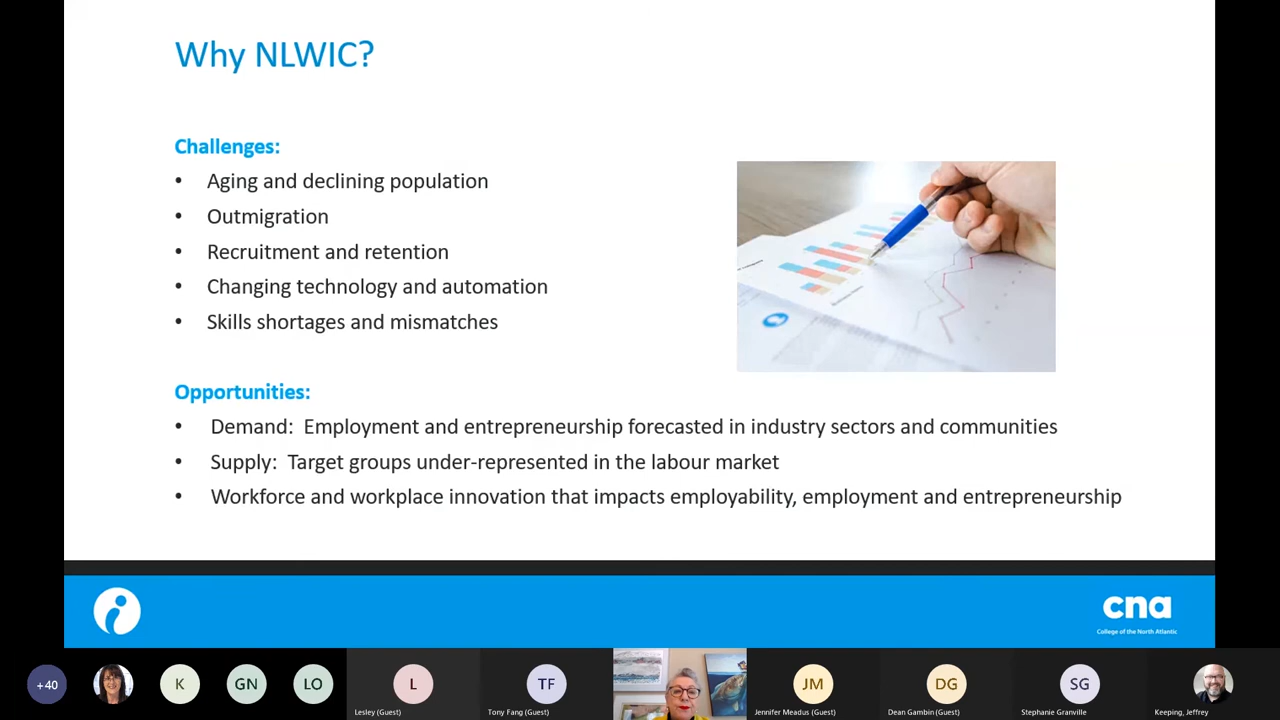 Why NLWIC?
Challenges:
• Aging and declining population
• Outmigration
• Recruitment and retention
• Changing technology and automation
• Skills shortages and mismatches
Opportunities:
• Demand: Employment and entrepreneurship forecasted in industry sectors and communities
• Supply: Target groups under-represented in the labour market
• Workforce and workplace innovation that impacts employability, employment and entrepreneurship
cna
College of the North Atlantic
+40
K
GN
LO
L
TF
JM
DG
SG
Lesley (Guest)
Tony Fang (Guest)
Jennifer Meadus (Guest)
Dean Gambin (Guest)
Stephanie Granville
Keeping, Jeffrey